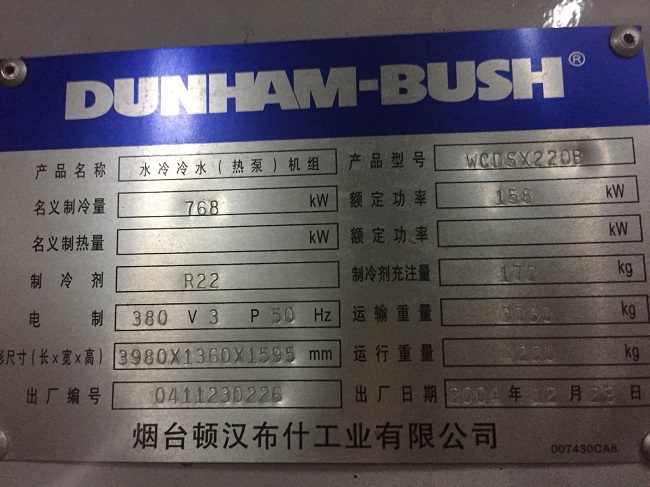 DUNHAM-BUSH®
产品名称 水冷冷水(热泵)机组 产品型号 WCDSX220B
名义制冷量 768 kW 额定功率 158 kW
名义制热量 kW 额定功率 kW
制冷剂 R22 制冷剂充注量 172 kg
电制 380 V 3 P 50 Hz 运输重量 kg
形尺寸(长x宽x高) 3980X1360X1595 mm 运行重量 kg
出厂编号 0411230226 出厂日期 2004 年 12 月 23 日
烟台顿汉布什工业有限公司
007430CA8